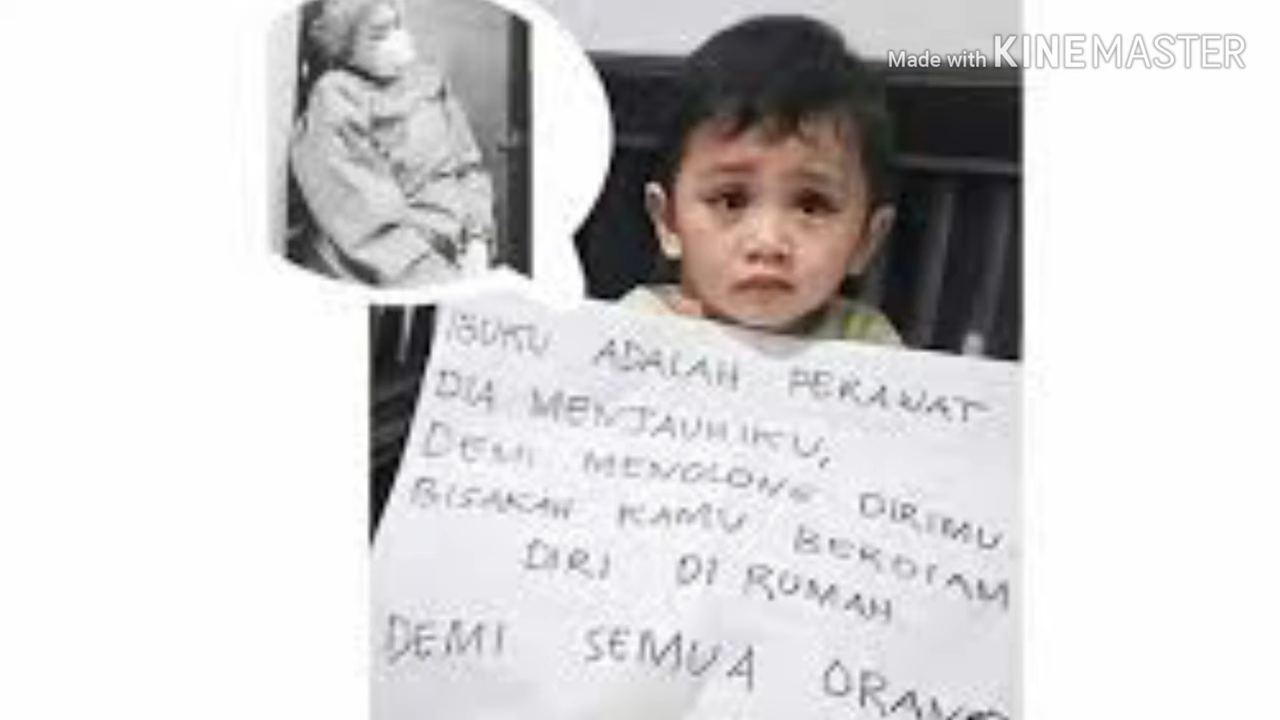 Made with KINEMASTER
IBUKU ADALAH PERAWAT
DIA MENJAUHIKU,
DEMI MENOLONG DIRIMU
BISAKAH KAMU BERDIAM
DIRI DI RUMAH
DEMI SEMUA ORANG